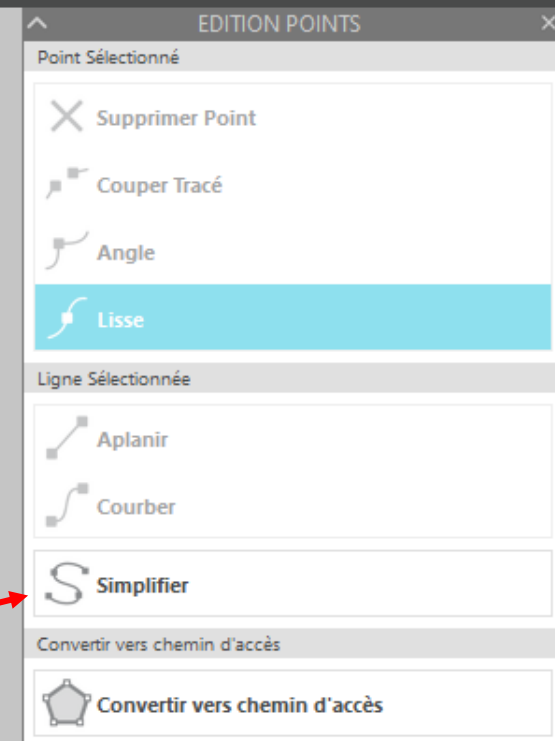 EDITION POINTS
Point Sélectionné
Supprimer Point
Couper Tracé
Angle
Lisse
Ligne Sélectionnée
Aplanir
Courber
Simplifier
Convertir vers chemin d'accès
Convertir vers chemin d'accès